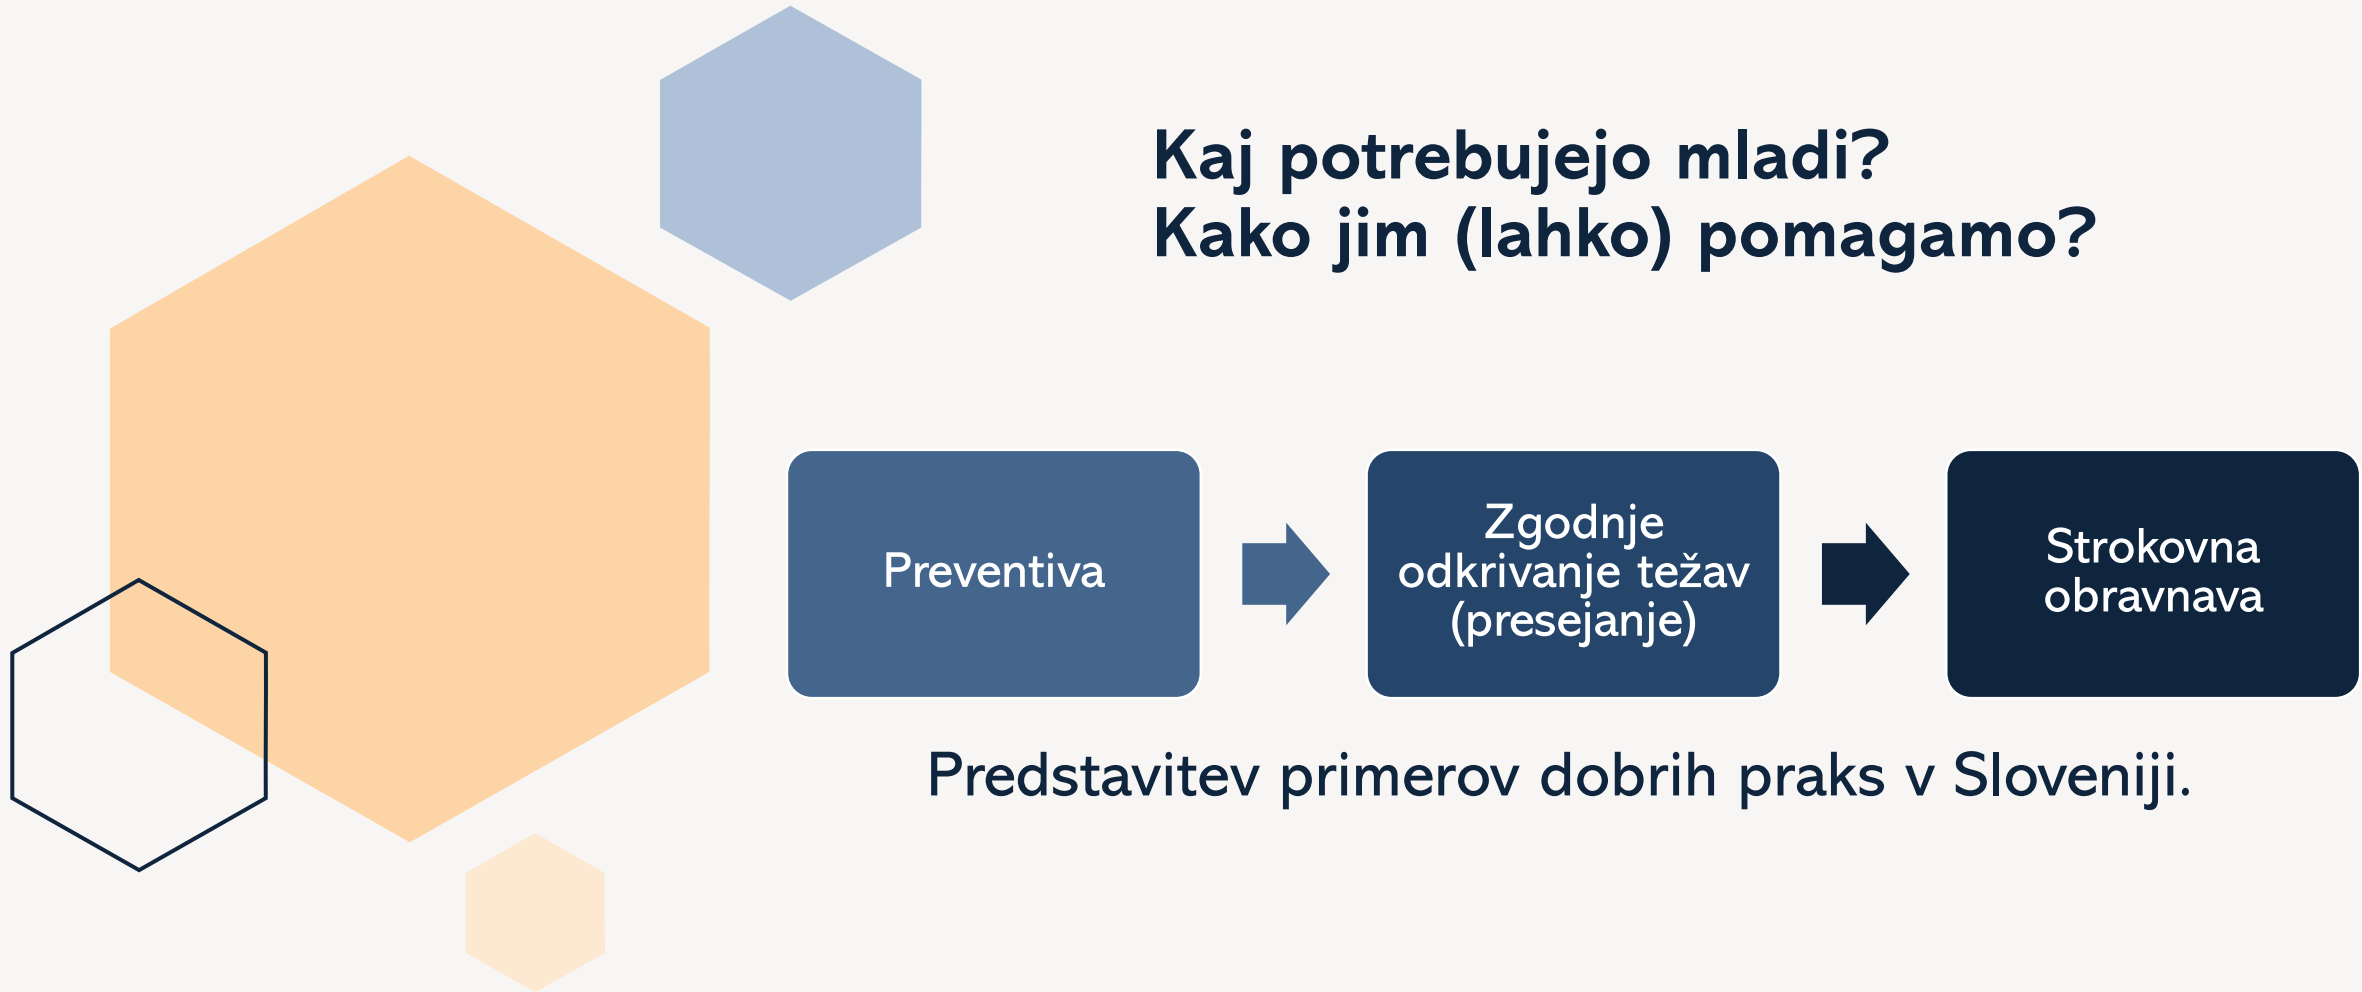 Kaj potrebujejo mladi?
Kako jim (lahko) pomagamo?
Preventiva
Zgodnje
odkrivanje težav
(presejanje)
Strokovna
obravnava
Predstavitev primerov dobrih praks v Sloveniji.